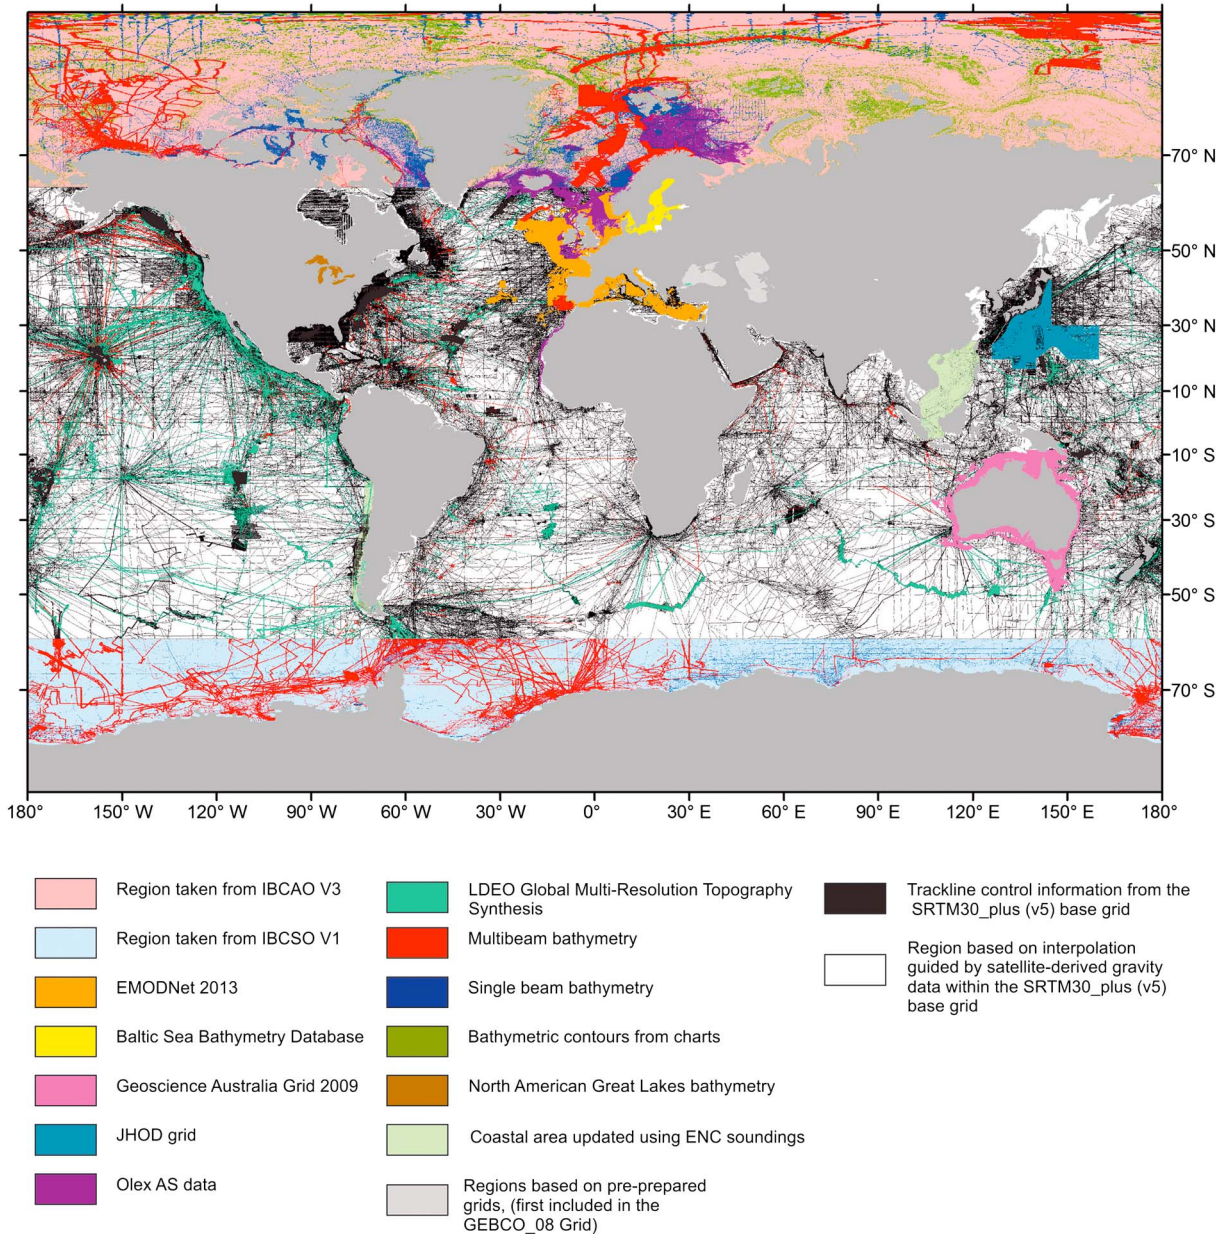 70° N
50° N
30° N
10° N
10° S
30° S
50° S
70° S
180°
150° W
120° W
90° W
60° W
30° W
0°
30° E
60° E
90° E
120° E
150° E
180°
Region taken from IBCAO V3
Region taken from IBCSO V1
EMODNet 2013
Baltic Sea Bathymetry Database
Geoscience Australia Grid 2009
JHOD grid
Olex AS data
LDEO Global Multi-Resolution Topography
Synthesis
Multibeam bathymetry
Single beam bathymetry
Bathymetric contours from charts
North American Great Lakes bathymetry
Coastal area updated using ENC soundings
Regions based on pre-prepared
grids, (first included in the
GEBCO_08 Grid)
Trackline control information from the
SRTM30_plus (v5) base grid
Region based on interpolation
guided by satellite-derived gravity
data within the SRTM30_plus (v5)
base grid